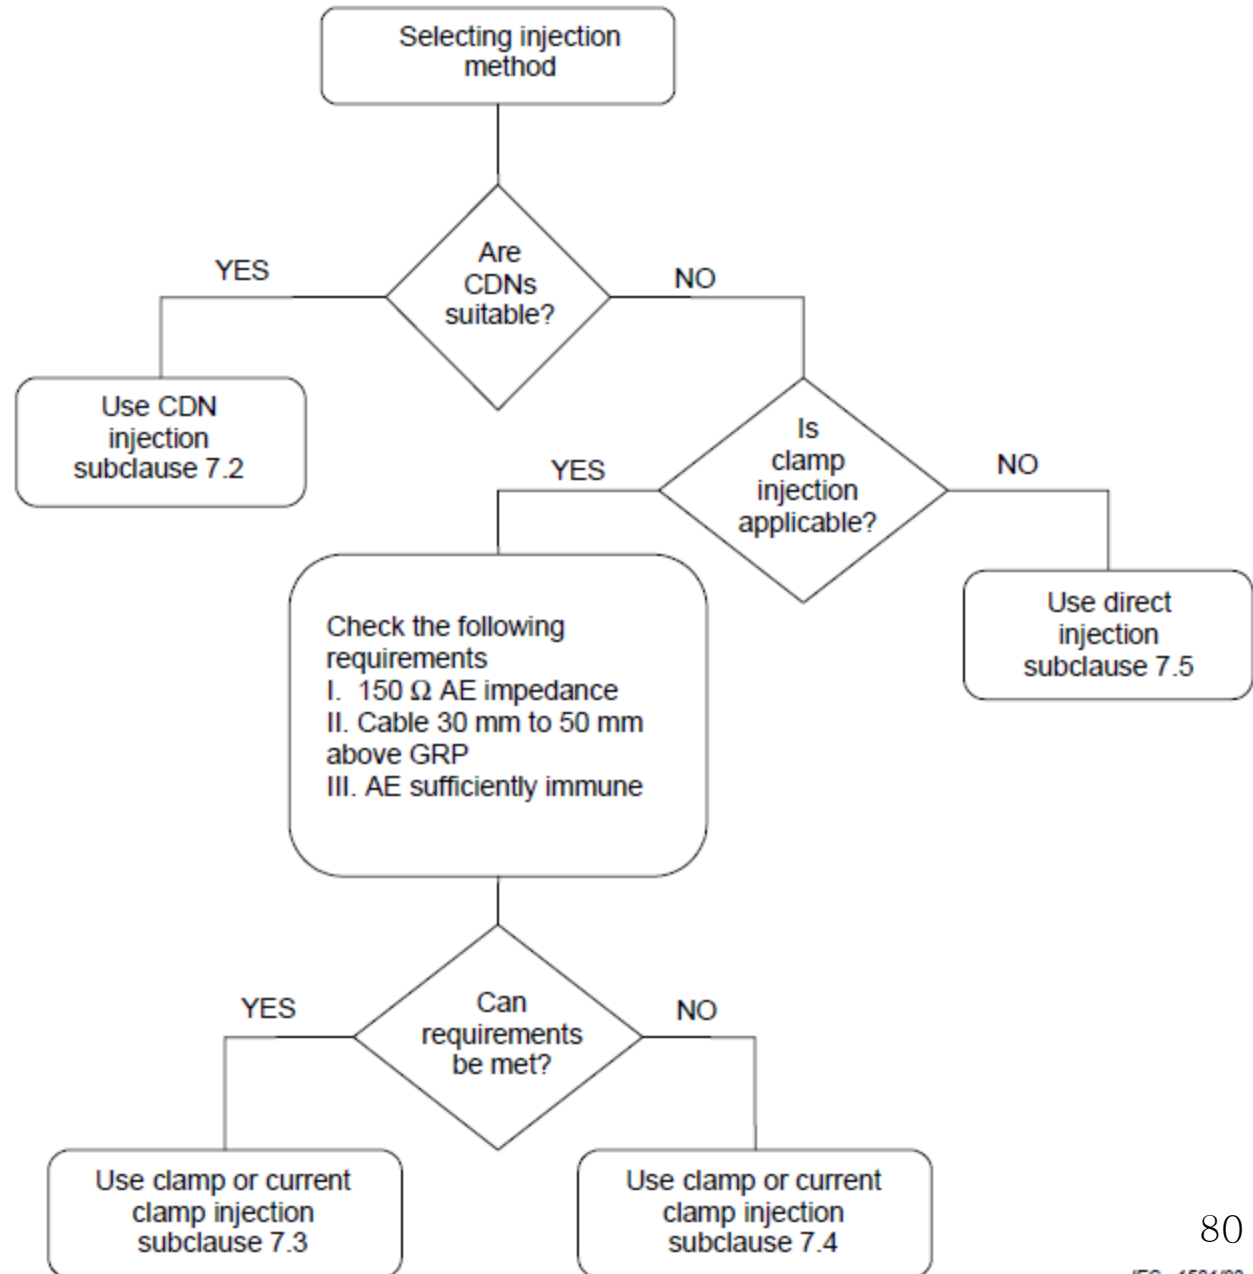 Selecting injection
method
Are
CDNs
suitable?
YES
NO
Use CDN
injection
subclause 7.2
Is
clamp
injection
applicable?
YES
NO
Use direct
injection
subclause 7.5
Check the following
requirements
I. 150 Ω AE impedance
II. Cable 30 mm to 50 mm
above GRP
III. AE sufficiently immune
Can
requirements
be met?
YES
NO
Use clamp or current
clamp injection
subclause 7.3
Use clamp or current
clamp injection
subclause 7.4
80